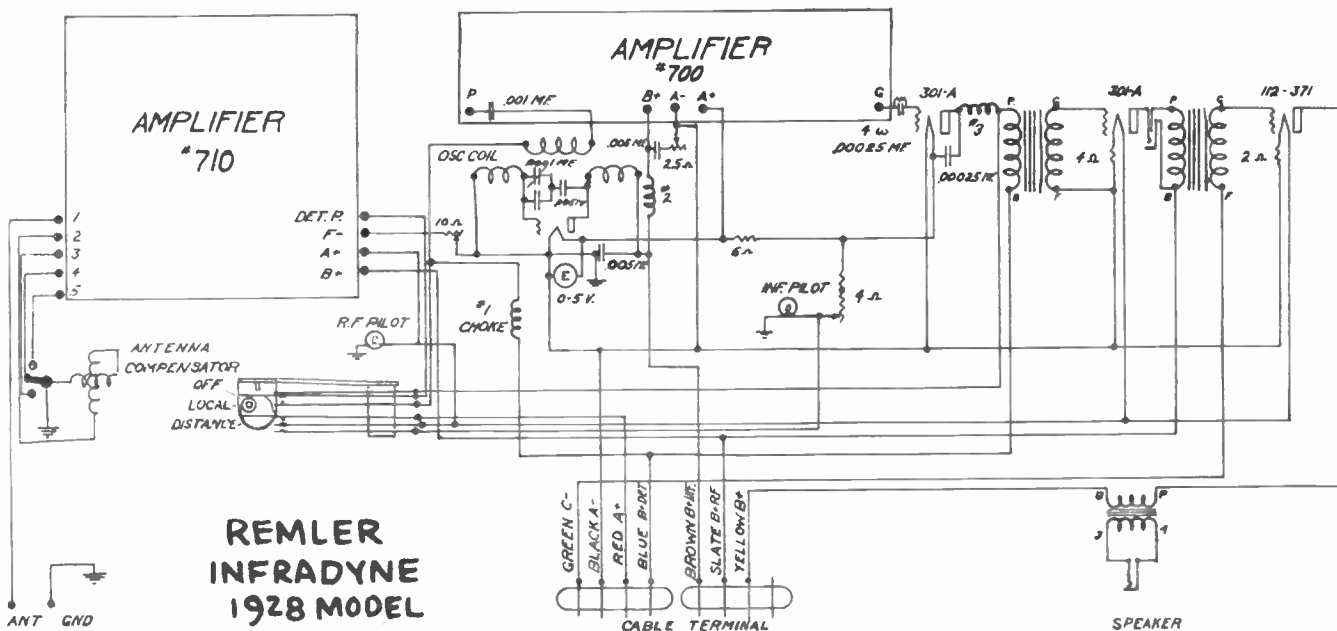 AMPLIFIER
#710
1
2
3
4
5
DET. P.
F-
A+
B+
AMPLIFIER
#700
P
.001 MF.
B+
A-
A+
G
OSC COIL
.0001 MF
.005 MF
2.5 Ω
#2
10 Ω
.005 MF
E
0-5 V.
#1
CHOKE
6 Ω
INF. PILOT
4 Ω
4 ω
.00025 MF
301-A
#3
.00025 MF
P
G
B
F
4 Ω
301-A
P
G
B
F
112-371
2 Ω
R.F PILOT
ANTENNA
COMPENSATOR
OFF
LOCAL-
DISTANCE-
GREEN C-
BLACK A-
RED A+
BLUE B+DET
BROWN B+INF.
SLATE B+RF
YELLOW B+
CABLE TERMINAL
REMLER
INFRADYNE
1928 MODEL
ANT GND
B
P
3
4
SPEAKER